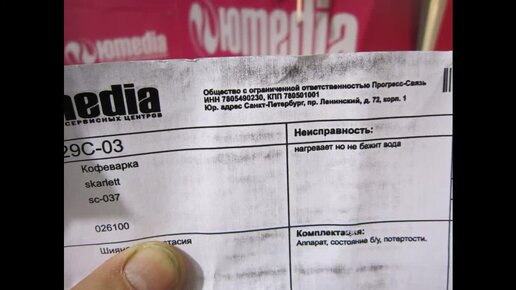 юmedia
юmedia
media
СЕРВИСНЫХ ЦЕНТРОВ
Общество с ограниченной ответственностью Прогресс-Связь
ИНН 7805490230, КПП 780501001
Юр. адрес Санкт-Петербург, пр. Ленинский, д. 72, корп. 1
29С-03
Кофеварка
skarlett
sc-037
026100
Неисправность:
нагревает но не бежит вода
Комплектация:
Аппарат, состояние б/у, потертости.